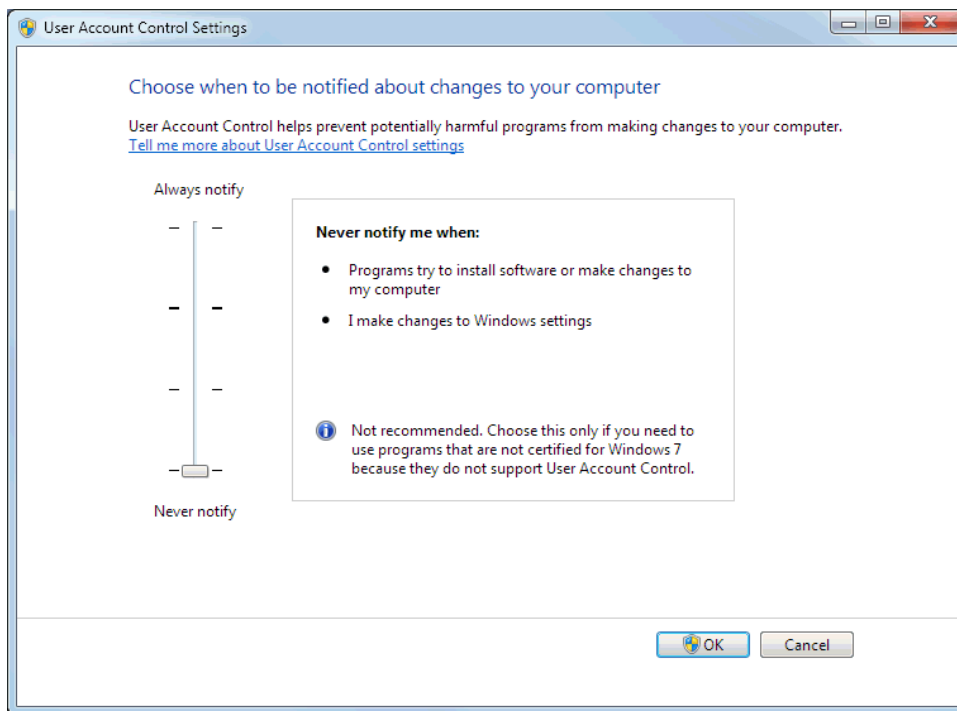 User Account Control Settings
Choose when to be notified about changes to your computer
User Account Control helps prevent potentially harmful programs from making changes to your computer.
Tell me more about User Account Control settings
Always notify
Never notify me when:
● Programs try to install software or make changes to
my computer
● I make changes to Windows settings
Not recommended. Choose this only if you need to
use programs that are not certified for Windows 7
because they do not support User Account Control.
Never notify
OK
Cancel